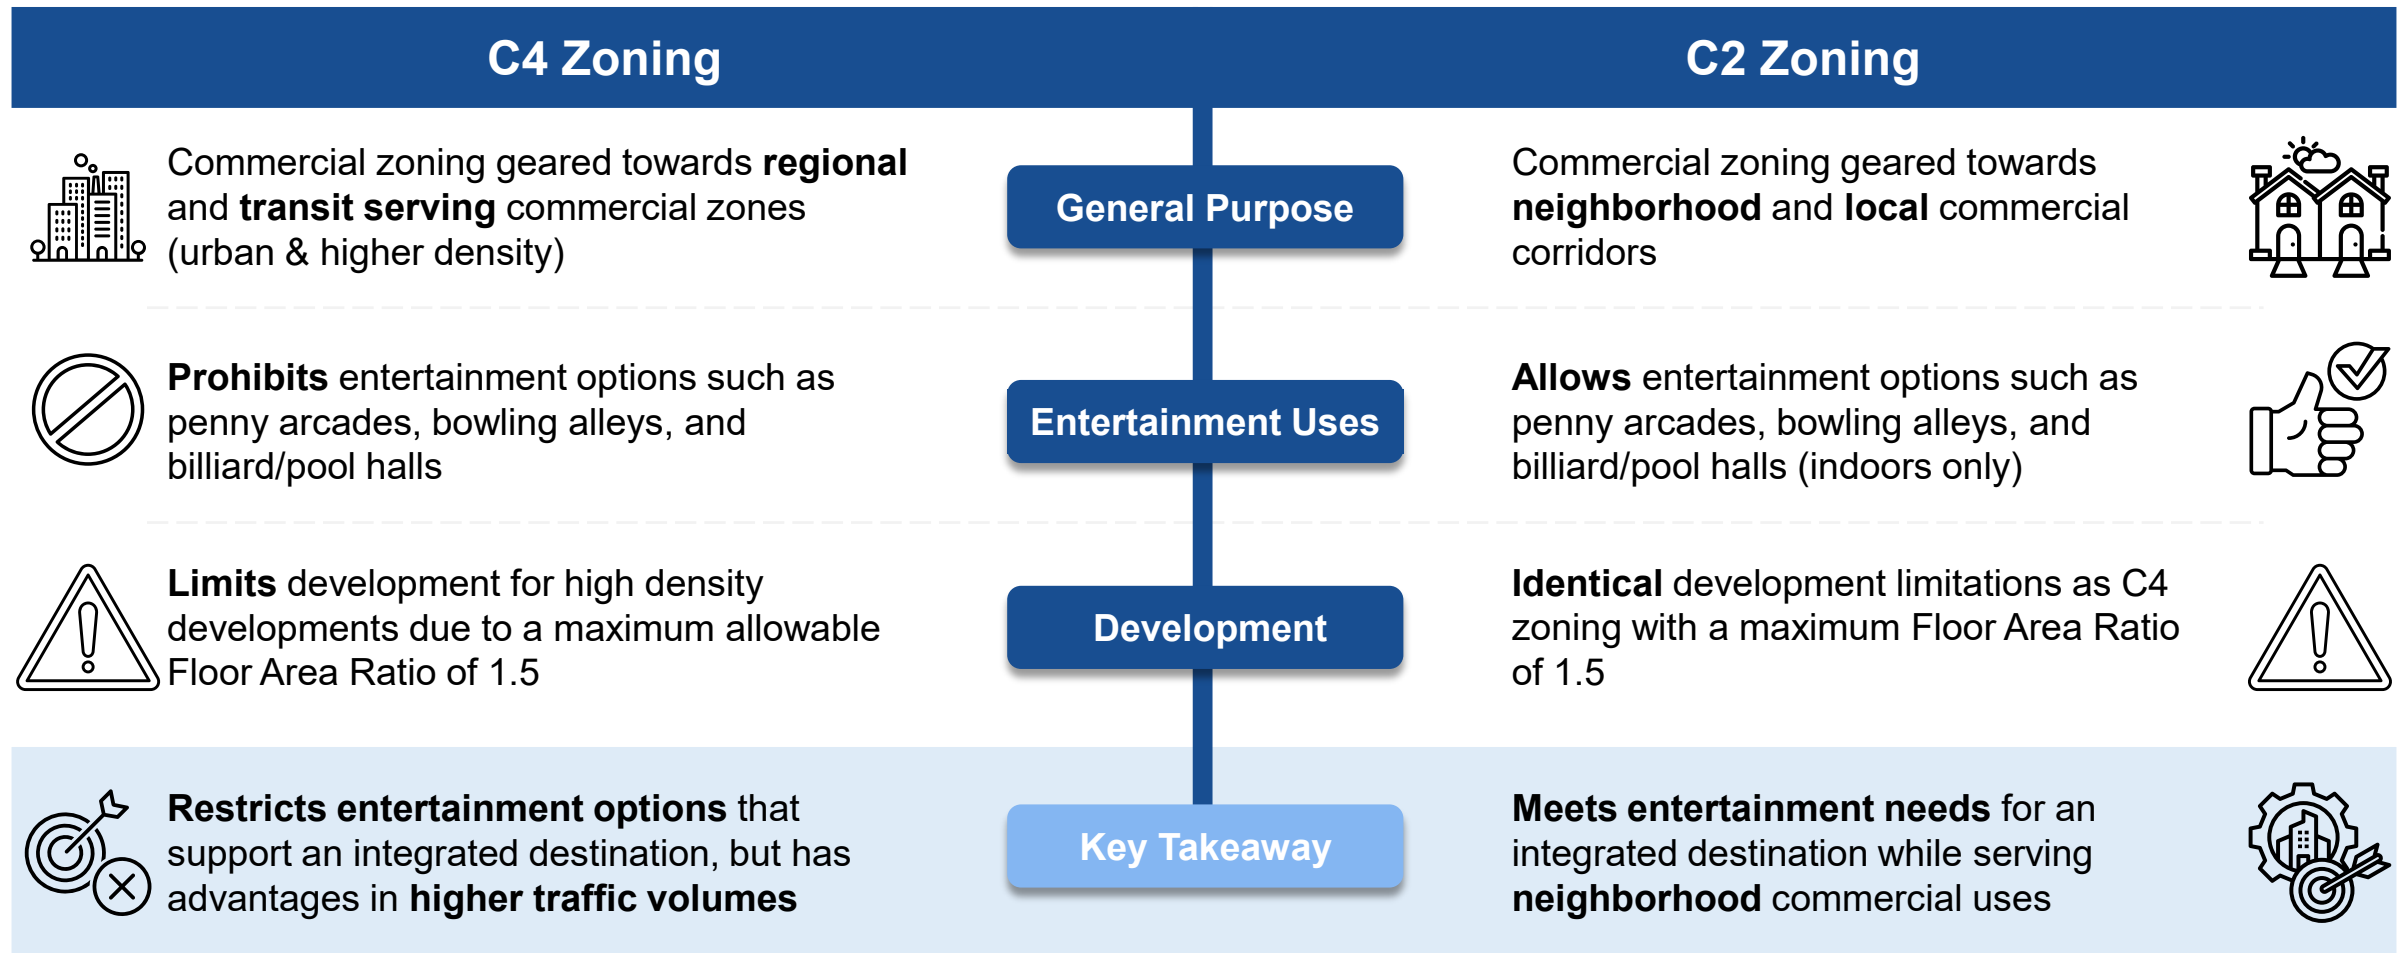 C4 Zoning
C2 Zoning
Commercial zoning geared towards regional
and transit serving commercial zones
(urban & higher density)
General Purpose
Commercial zoning geared towards
neighborhood and local commercial
corridors
Prohibits entertainment options such as
penny arcades, bowling alleys, and
billiard/pool halls
Entertainment Uses
Allows entertainment options such as
penny arcades, bowling alleys, and
billiard/pool halls (indoors only)
Limits development for high density
developments due to a maximum allowable
Floor Area Ratio of 1.5
Development
Identical development limitations as C4
zoning with a maximum Floor Area Ratio
of 1.5
Restricts entertainment options that
support an integrated destination, but has
advantages in higher traffic volumes
Key Takeaway
Meets entertainment needs for an
integrated destination while serving
neighborhood commercial uses